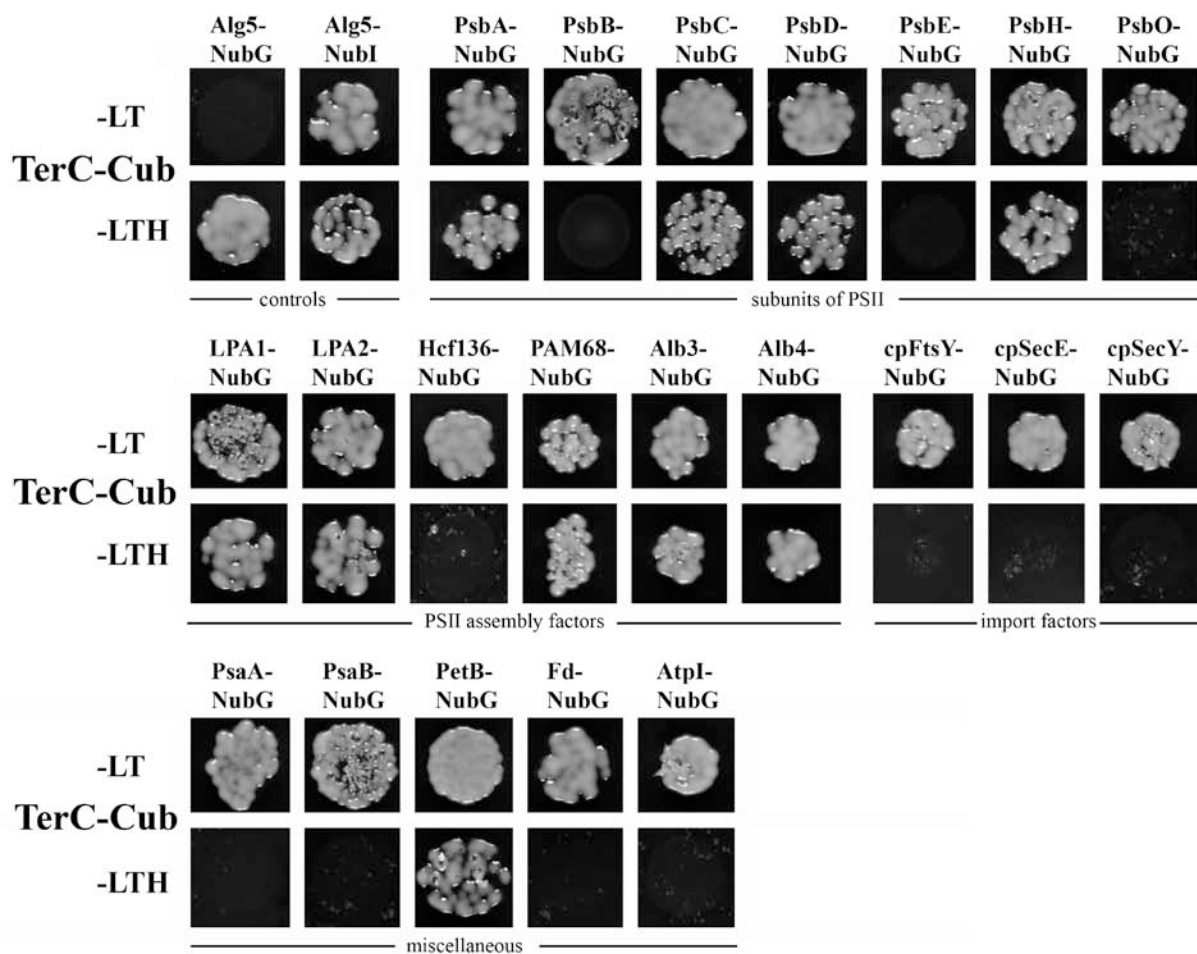 Alg5- Alg5- PsbA- PsbB- PsbC- PsbD- PsbE- PsbH- PsbO-
NubG NubI NubG NubG NubG NubG NubG NubG NubG
-LT
TerC-Cub
-LTH
controls subunits of PSII
LPA1- LPA2- Hcf136- PAM68- Alb3- Alb4- cpFtsY- cpSecE- cpSecY-
NubG NubG NubG NubG NubG NubG NubG NubG NubG
-LT
TerC-Cub
-LTH
PSII assembly factors import factors
PsaA- PsaB- PetB- Fd- AtpI-
NubG NubG NubG NubG NubG
-LT
TerC-Cub
-LTH
miscellaneous